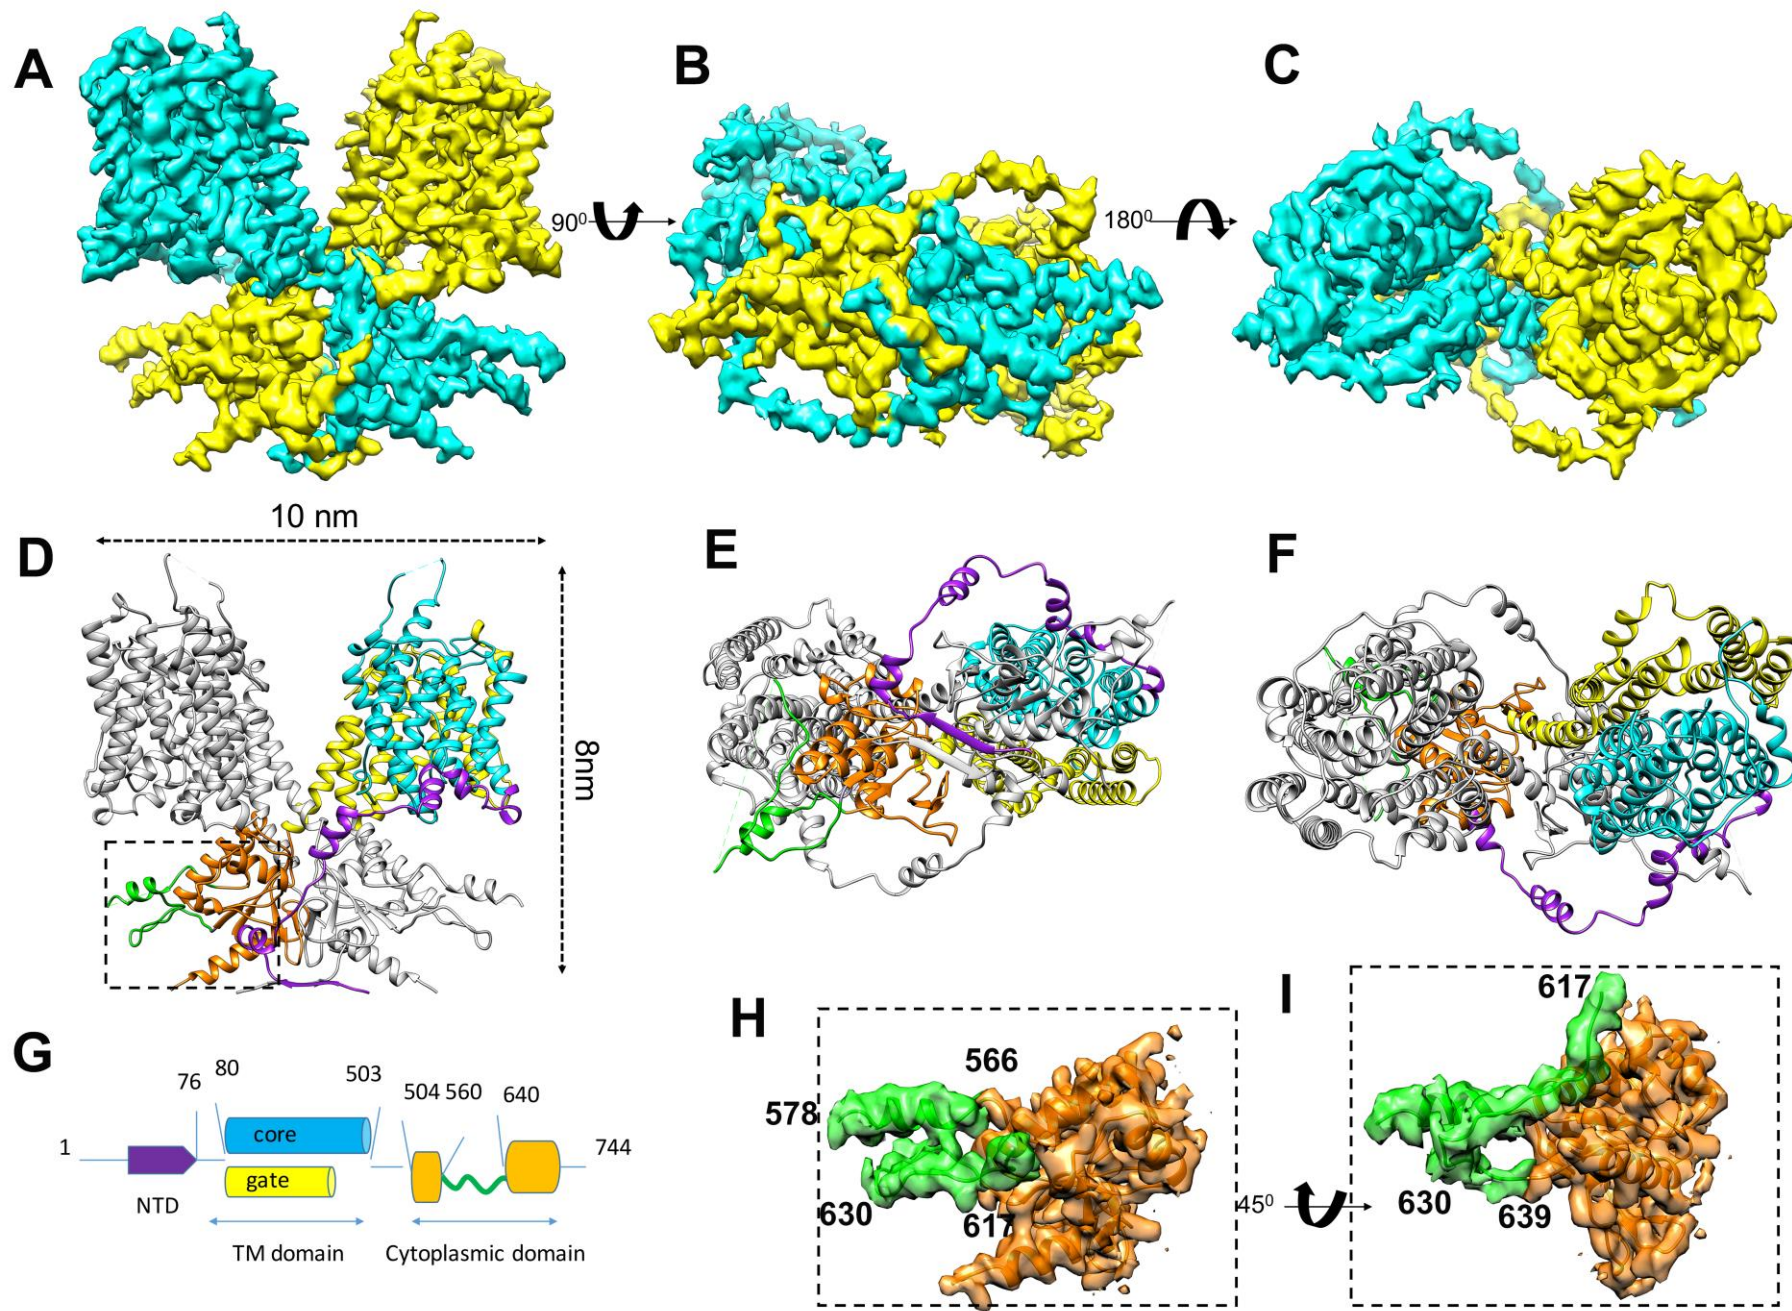 A
B
C
90⁰
180⁰
10 nm
D
E
F
8nm
G
76
80
503
504
560
640
1
core
gate
744
NTD
TM domain
Cytoplasmic domain
H
566
578
630
617
45⁰
I
617
630
639